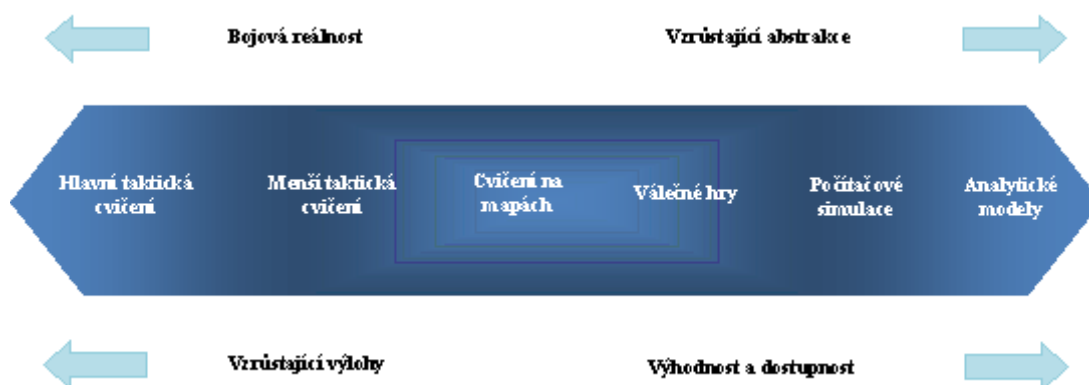 Bojová reálnost
Vzrůstající abstrakce
Hlavní taktická
cvičení
Menší taktická
cvičení
Cvičení na
mapách
Válečné hry
Počítačové
simulace
Analytické
modely
Vzrůstající výlohy
Výhodnost a dostupnost